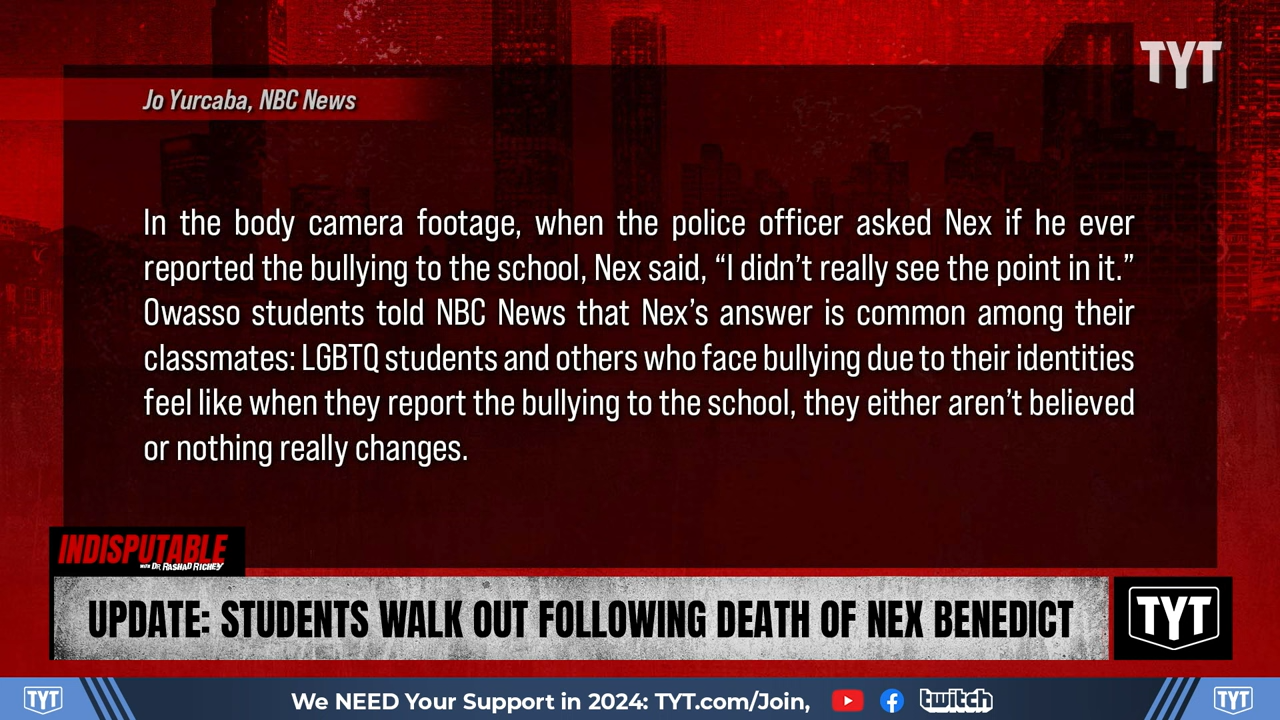 TYT
Jo Yurcaba, NBC News
In the body camera footage, when the police officer asked Nex if he ever
reported the bullying to the school, Nex said, “I didn’t really see the point in it.”
Owasso students told NBC News that Nex’s answer is common among their
classmates: LGBTQ students and others who face bullying due to their identities
feel like when they report the bullying to the school, they either aren’t believed
or nothing really changes.
INDISPUTABLE
WITH DR. RASHAD RICHEY
UPDATE: STUDENTS WALK OUT FOLLOWING DEATH OF NEX BENEDICT
TYT
TYT
We NEED Your Support in 2024: TYT.com/Join,
twitch
TYT